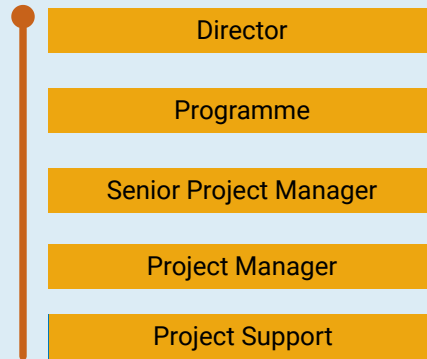 Director
Programme
Senior Project Manager
Project Manager
Project Support